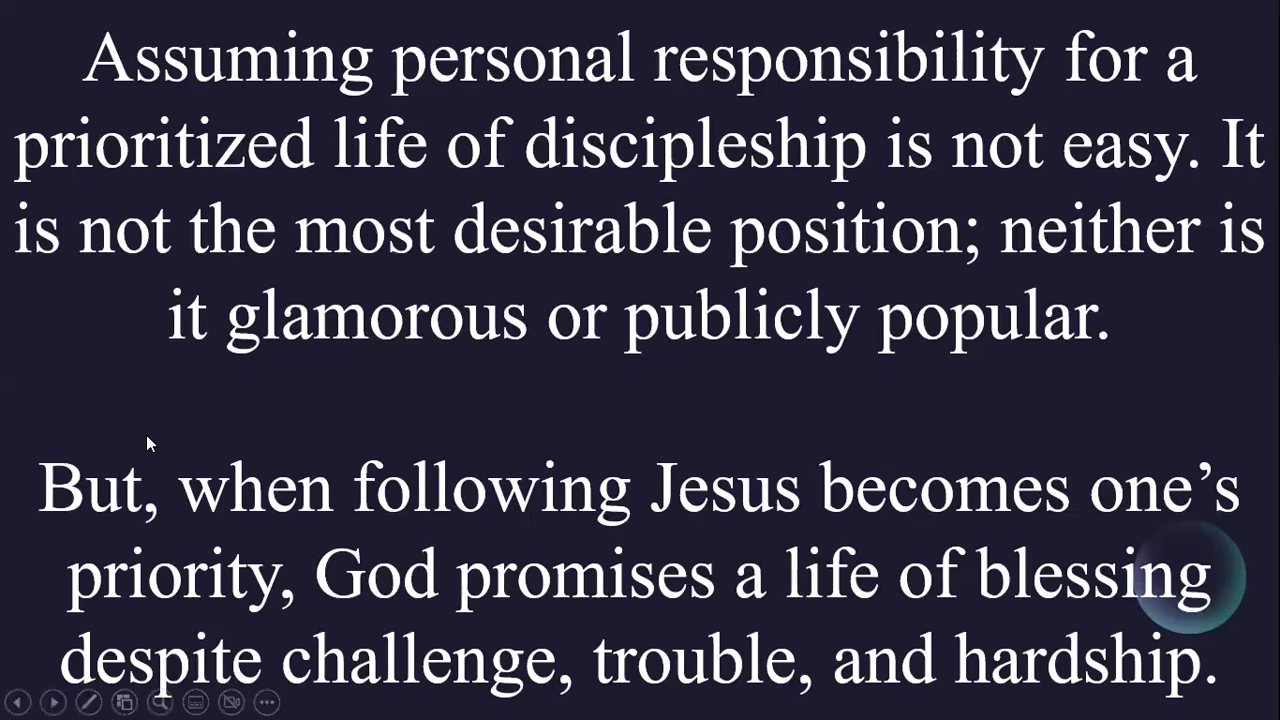 Assuming personal responsibility for a
prioritized life of discipleship is not easy. It
is not the most desirable position; neither is
it glamorous or publicly popular.
But, when following Jesus becomes one’s
priority, God promises a life of blessing
despite challenge, trouble, and hardship.